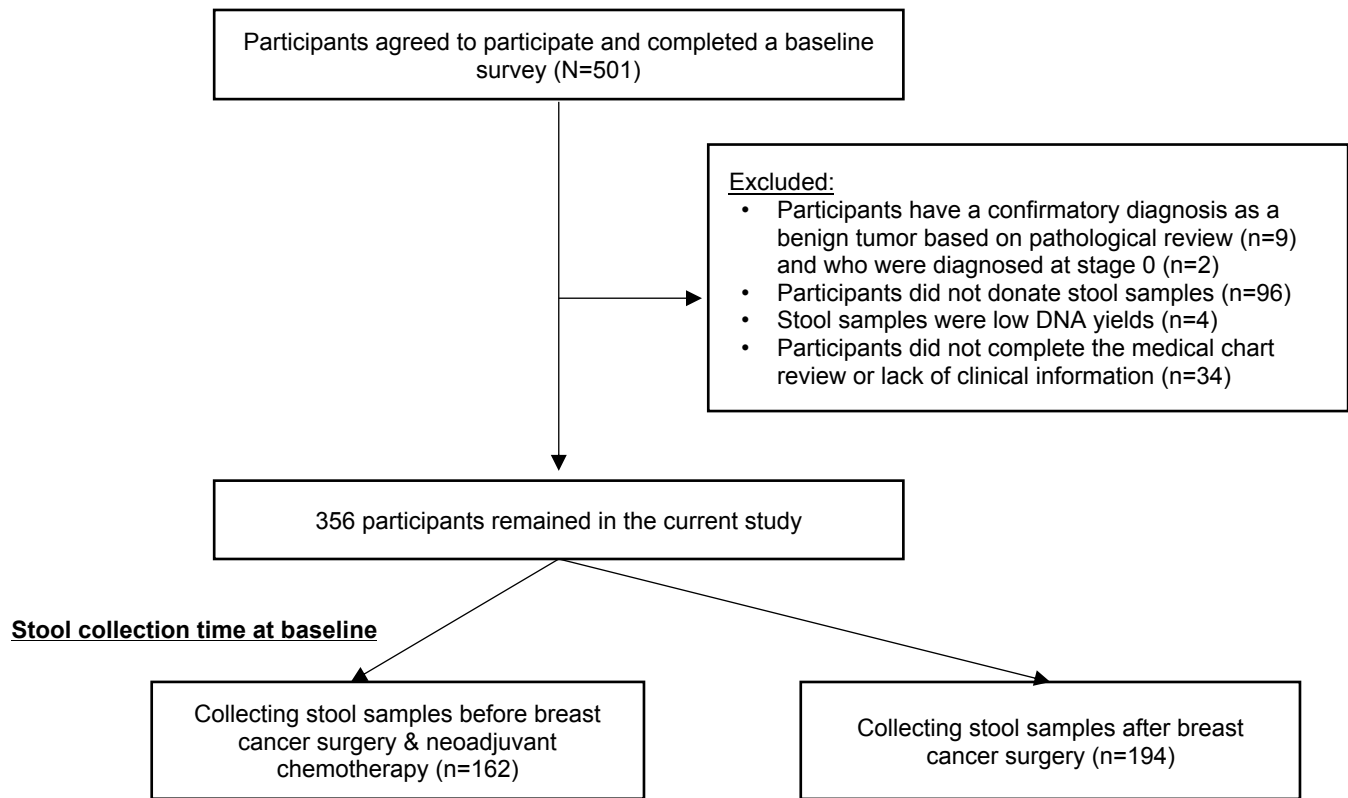 Participants agreed to participate and completed a baseline
survey (N=501)
Excluded:
• Participants have a confirmatory diagnosis as a
benign tumor based on pathological review (n=9)
and who were diagnosed at stage 0 (n=2)
• Participants did not donate stool samples (n=96)
• Stool samples were low DNA yields (n=4)
• Participants did not complete the medical chart
review or lack of clinical information (n=34)
356 participants remained in the current study
Stool collection time at baseline
Collecting stool samples before breast
cancer surgery & neoadjuvant
chemotherapy (n=162)
Collecting stool samples after breast
cancer surgery (n=194)